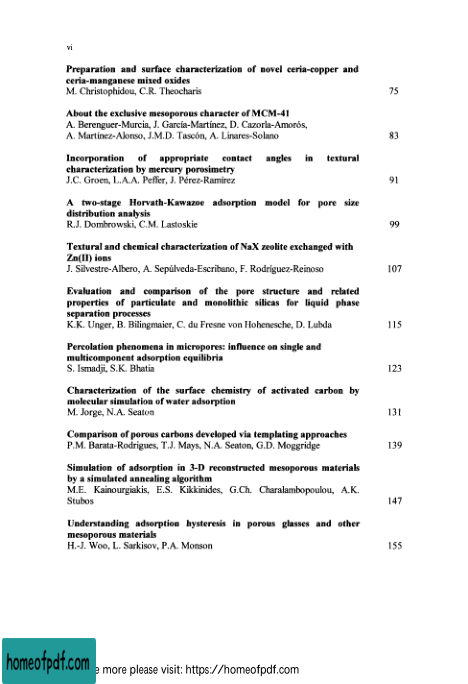 vi
Preparation and surface characterization of novel ceria-copper and
ceria-manganese mixed oxides
M. Christophidou, C.R. Theocharis 75
About the exclusive mesoporous character of MCM-41
A. Berenguer-Murcia, J. García-Martínez, D. Cazorla-Amorós,
A. Martínez-Alonso, J.M.D. Tascón, A. Linares-Solano 83
Incorporation of appropriate contact angles in textural
characterization by mercury porosimetry
J.C. Groen, L.A.A. Peffer, J. Pérez-Ramírez 91
A two-stage Horvath-Kawazoe adsorption model for pore size
distribution analysis
R.J. Dombrowski, C.M. Lastoskie 99
Textural and chemical characterization of NaX zeolite exchanged with
Zn(II) ions
J. Silvestre-Albero, A. Sepúlveda-Escribano, F. Rodríguez-Reinoso 107
Evaluation and comparison of the pore structure and related
properties of particulate and monolithic silicas for liquid phase
separation processes
K.K. Unger, B. Bilingmaier, C. du Fresne von Hohenesche, D. Lubda 115
Percolation phenomena in micropores: influence on single and
multicomponent adsorption equilibria
S. Ismadji, S.K. Bhatia 123
Characterization of the surface chemistry of activated carbon by
molecular simulation of water adsorption
M. Jorge, N.A. Seaton 131
Comparison of porous carbons developed via templating approaches
P.M. Barata-Rodrigues, T.J. Mays, N.A. Seaton, G.D. Moggridge 139
Simulation of adsorption in 3-D reconstructed mesoporous materials
by a simulated annealing algorithm
M.E. Kainourgiakis, E.S. Kikkinides, G.Ch. Charalambopoulou, A.K.
Stubos 147
Understanding adsorption hysteresis in porous glasses and other
mesoporous materials
H.-J. Woo, L. Sarkisov, P.A. Monson 155
homeofpdf.com
e more please visit: https://homeofpdf.com